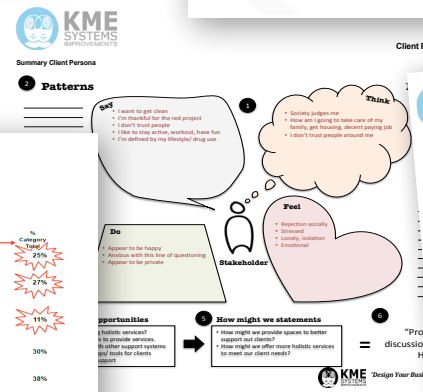 KME
SYSTEMS
IMPROVEMENTS
Client
Summary Client Persona
2 Patterns
1
Say
• I want to get clean
• I'm thankful for the red project
• I don't trust people
• I like to stay active, workout, have fun
• I'm defined by my lifestyle/ drug use
Think
• Society judges me
• How am I going to take care of my
family, get housing, decent paying job
• I don't trust people around me
%
Category
Total
25%
27%
11%
30%
38%
Do
• Appear to be happy
• Anxious with this line of questioning
• Appear to be private
Stakeholder
Feel
• Rejection socially
• Stressed
• Lonely, isolation
• Emotional
pportunities
holistic services?
s to provide services.
h other support systems
ps/ tools for clients
support
5 How might we statements
• How might we provide spaces to better
support out clients?
• How might we offer more holistic services
to meet our client needs?
=
6
"Pro
discussio
H
KME
SYSTEMS
"Design Your Busi